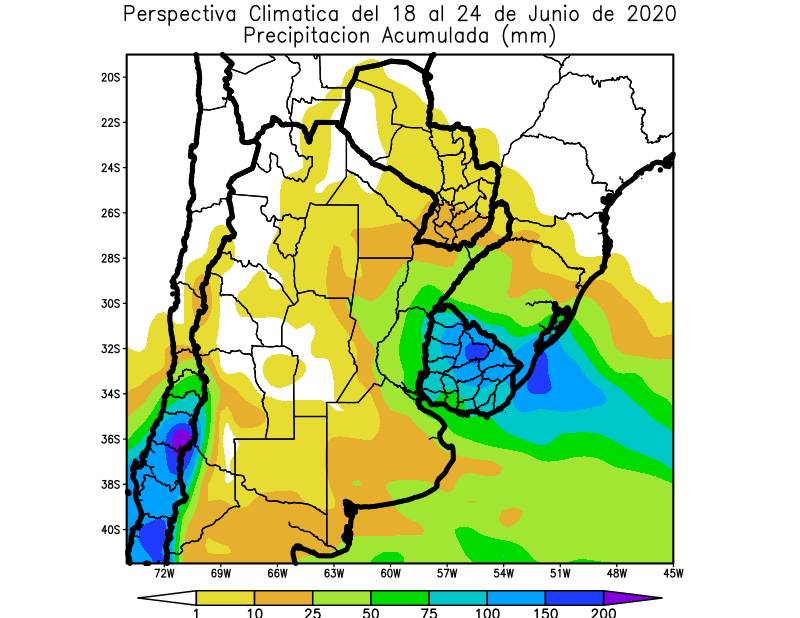 Perspectiva Climatica del 18 al 24 de Junio de 2020
Precipitacion Acumulada (mm)
20S
22S
24S
26S
28S
30S
32S
34S
36S
38S
40S
72W 69W 66W 63W 60W 57W 54W 51W 48W 45W
1 10 25 50 75 100 150 200